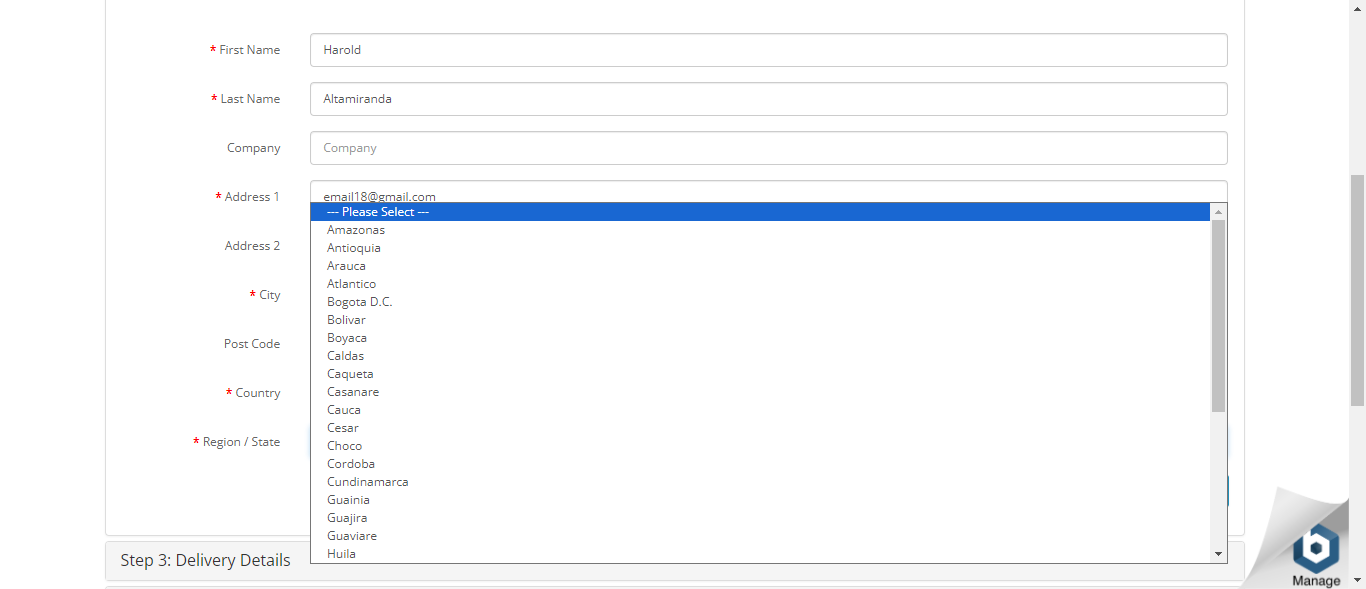 * First Name
Harold
* Last Name
Altamiranda
Company
Company
* Address 1
email18@gmail.com
--- Please Select ---
Amazonas
Address 2
Antioquia
Arauca
Atlantico
* City
Bogota D.C.
Bolivar
Post Code
Boyaca
Caldas
Caqueta
* Country
Casanare
Cauca
Cesar
* Region / State
Choco
Cordoba
Cundinamarca
Guainia
Guajira
Guaviare
Huila
Step 3: Delivery Details
b
Manage